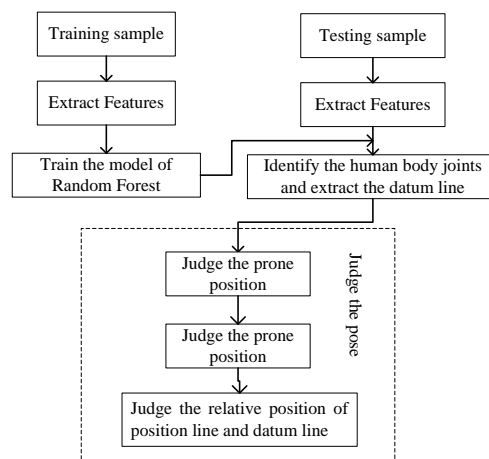 Training sample
Testing sample
Extract Features
Extract Features
Train the model of
Random Forest
Identify the human body joints
and extract the datum line
Judge the prone
position
Judge the prone
position
Judge the relative position of
position line and datum line
Judge the pose